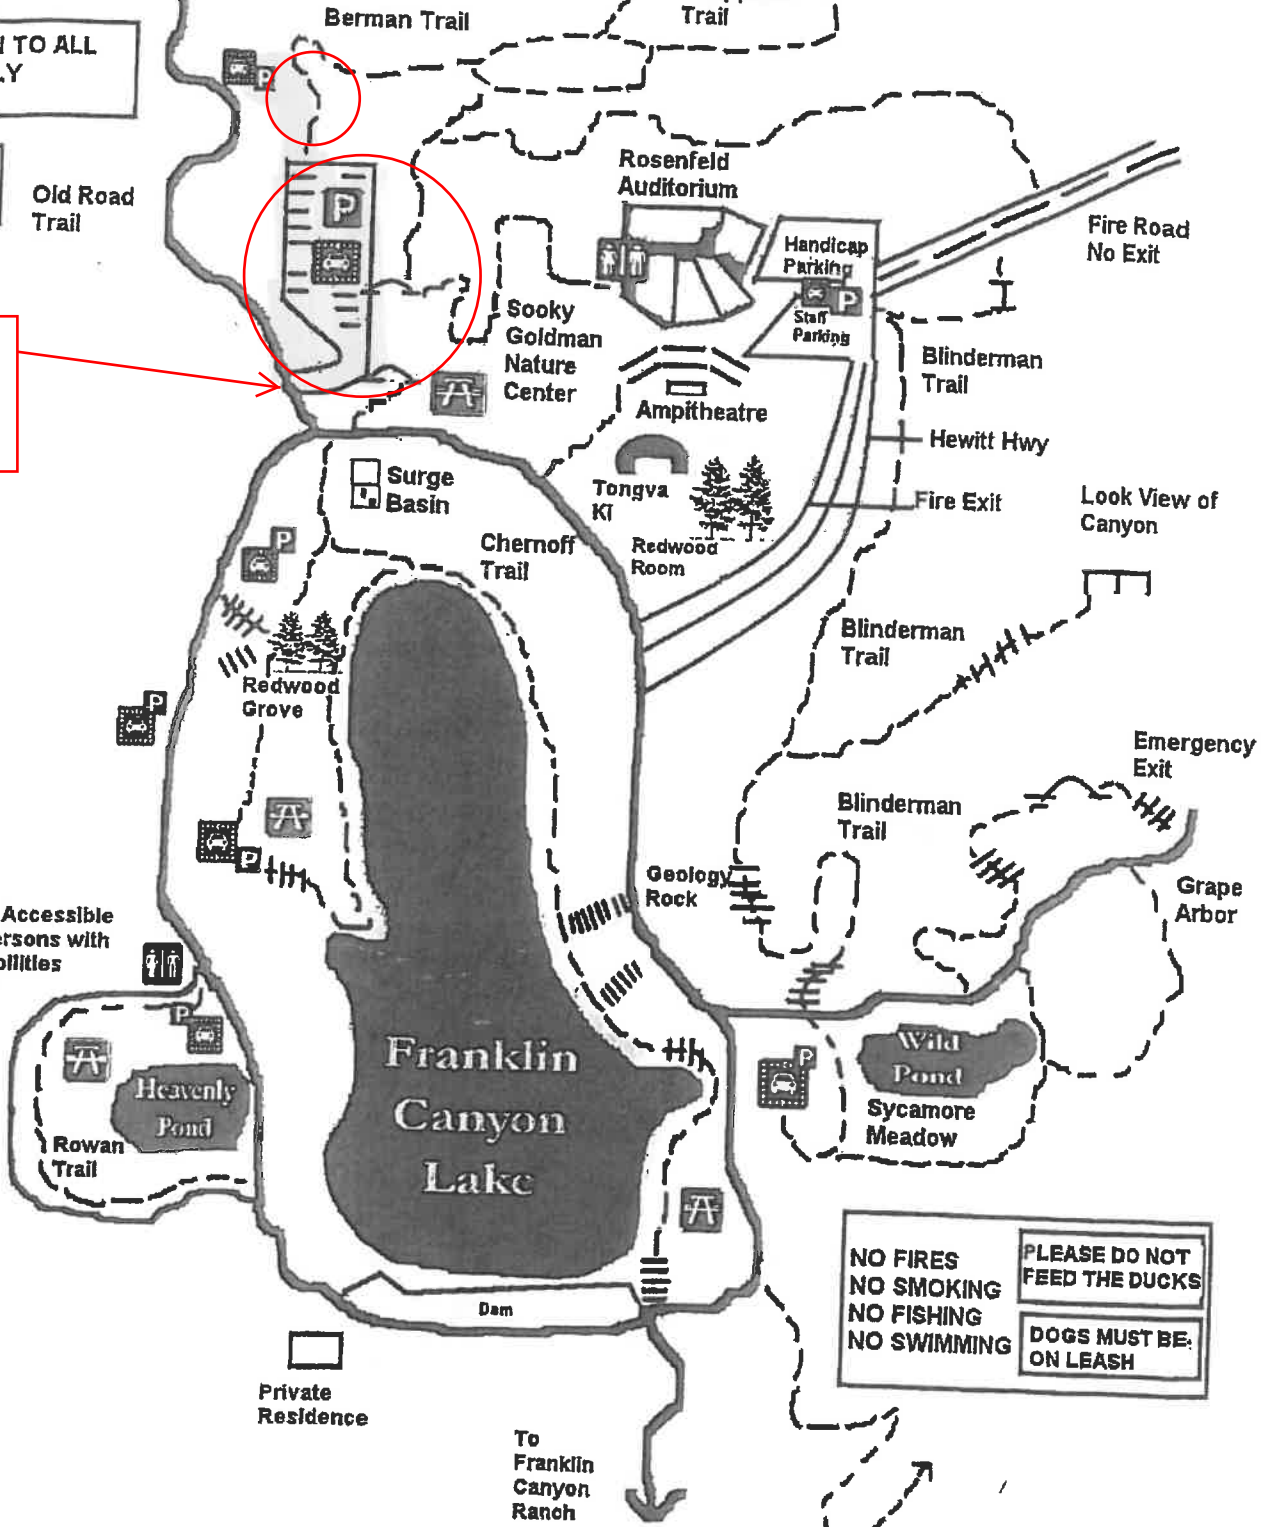 Berman Trail
Trail
TO ALL
P
Old Road
Trail
P
Rosenfeld
Auditorium
Handicap
Parking
P
Staff
Parking
Fire Road
No Exit
Sooky
Goldman
Nature
Center
Blinderman
Trail
Ampitheatre
Hewitt Hwy
Surge
Basin
Tongva
Ki
Fire Exit
Look View of
Canyon
P
Chernoff
Trail
Redwood
Room
Blinderman
Trail
Redwood
Grove
P
Emergency
Exit
Blinderman
Trail
P
Geology
Rock
Grape
Arbor
Accessible
with
P
Franklin
Canyon
Lake
Wild
Pond
P
Heavenly
Pond
Sycamore
Meadow
Rowan
Trail
NO FIRES
NO SMOKING
NO FISHING
NO SWIMMING
PLEASE DO NOT
FEED THE DUCKS
DOGS MUST BE
ON LEASH
Dam
Private
Residence
To
Franklin
Canyon
Ranch